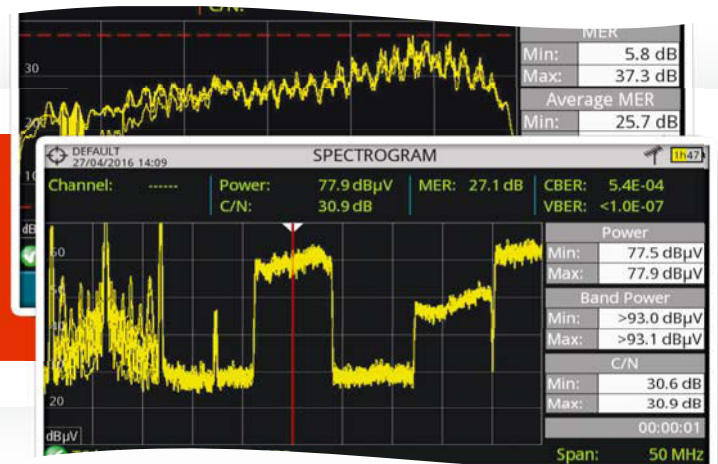 C/N:
MER
Min: 5.8 dB
Max: 37.3 dB
Average MER
Min: 25.7 dB
30
20
10
DEFAULT
27/04/2016 14:09
SPECTROGRAM
1h47
Channel: ------
Power: 77.9 dBµV
MER: 27.1 dB
CBER: 5.4E-04
C/N: 30.9 dB
VBER: <1.0E-07
Power
Min: 77.5 dBµV
Max: 77.9 dBµV
Band Power
Min: >93.0 dBµV
Max: >93.1 dBµV
C/N
Min: 30.6 dB
Max: 30.9 dB
00:00:01
60
20
dBµV
Span: 50 MHz